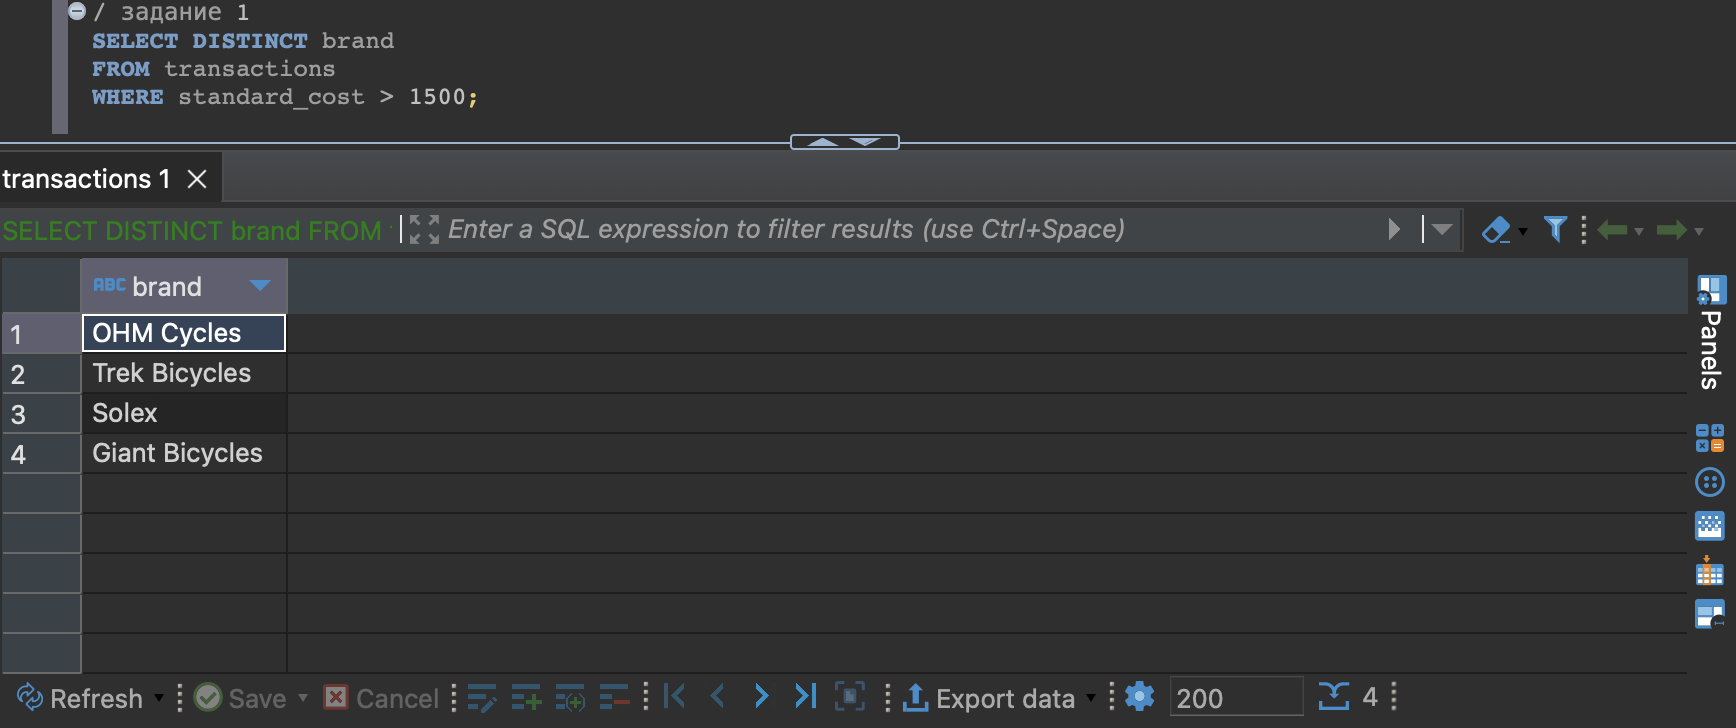 / задание 1
SELECT DISTINCT brand
FROM transactions
WHERE standard_cost > 1500;
transactions 1
SELECT DISTINCT brand FROM
Enter a SQL expression to filter results (use Ctrl+Space)
ABC brand
1 OHM Cycles
2 Trek Bicycles
3 Solex
4 Giant Bicycles
Panels
Refresh Save Cancel Export data 200 4